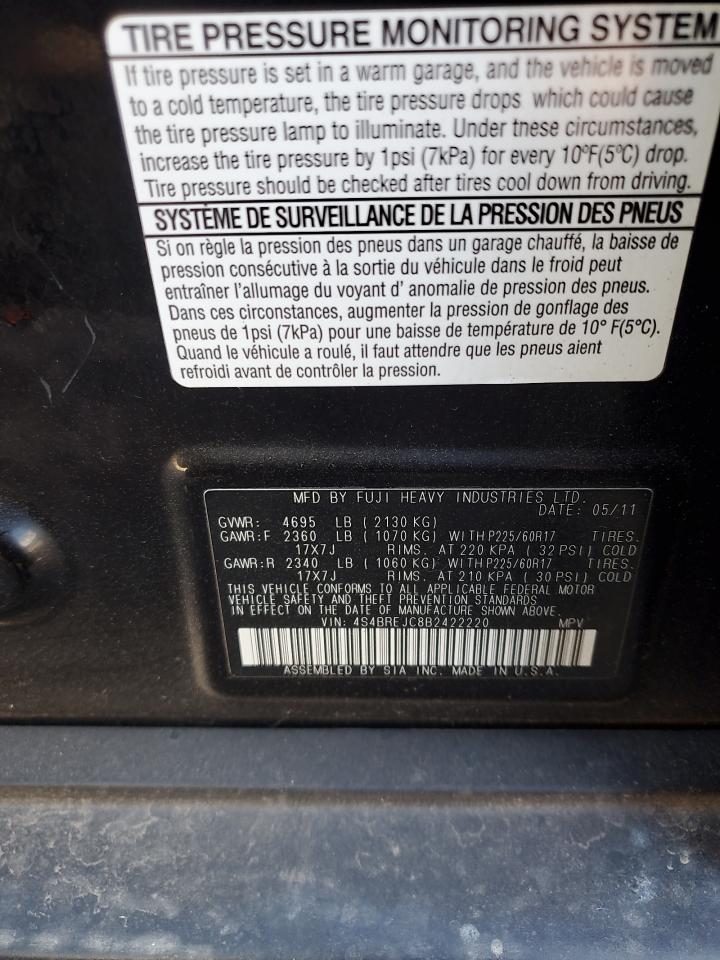 TIRE PRESSURE MONITORING SYSTEM
If tire pressure is set in a warm garage, and the vehicle is moved
to a cold temperature, the tire pressure drops which could cause
the tire pressure lamp to illuminate. Under these circumstances,
increase the tire pressure by 1psi (7kPa) for every 10°F(5°C) drop.
Tire pressure should be checked after tires cool down from driving.
SYSTÈME DE SURVEILLANCE DE LA PRESSION DES PNEUS
Si on règle la pression des pneus dans un garage chauffé, la baisse de
pression consécutive à la sortie du véhicule dans le froid peut
entraîner l'allumage du voyant d' anomalie de pression des pneus.
Dans ces circonstances, augmenter la pression de gonflage des
pneus de 1psi (7kPa) pour une baisse de température de 10° F(5°C).
Quand le véhicule a roulé, il faut attendre que les pneus aient
refroidi avant de contrôler la pression.
MFD BY FUJI HEAVY INDUSTRIES LTD.
DATE: 05/11
GVWR: 4695 LB ( 2130 KG)
GAWR:F 2360 LB ( 1070 KG) WITH P225/60R17 TIRES.
17X7J RIMS. AT 220 KPA ( 32 PSI) COLD
GAWR:R 2340 LB ( 1060 KG) WITH P225/60R17 TIRES.
17X7J RIMS. AT 210 KPA ( 30 PSI) COLD
THIS VEHICLE CONFORMS TO ALL APPLICABLE FEDERAL MOTOR
VEHICLE SAFETY AND THEFT PREVENTION STANDARDS
IN EFFECT ON THE DATE OF MANUFACTURE SHOWN ABOVE.
VIN: 4S4BREJC8B2422220 MPV
ASSEMBLED BY SIA INC. MADE IN U.S.A.